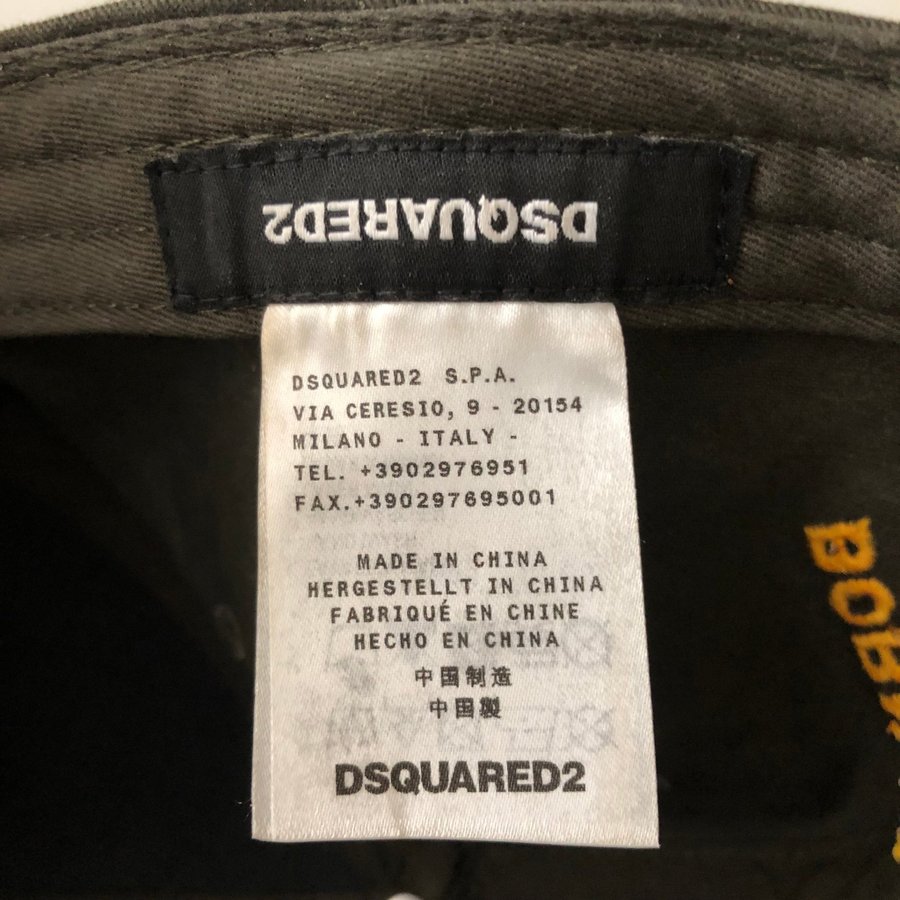 DSQUARED2
DSQUARED2 S.P.A.
VIA CERESIO, 9 - 20154
MILANO - ITALY -
TEL. +3902976951
FAX.+390297695001
MADE IN CHINA
HERGESTELLT IN CHINA
FABRIQUÉ EN CHINE
HECHO EN CHINA
中国制造
中国製
DSQUARED2